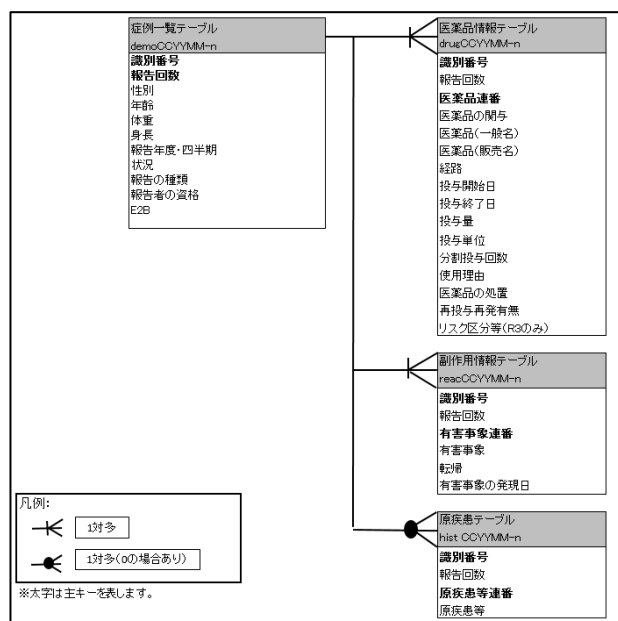 症例一覧テーブル
demoCCYYMM-n
識別番号
報告回数
性別
年齢
体重
身長
報告年度・四半期
状況
報告の種類
報告者の資格
E2B
医薬品情報テーブル
drugCCYYMM-n
識別番号
報告回数
医薬品連番
医薬品の関与
医薬品(一般名)
医薬品(販売名)
経路
投与開始日
投与終了日
投与量
投与単位
分割投与回数
使用理由
医薬品の処置
再投与再発有無
リスク区分等(R3のみ)
副作用情報テーブル
reacCCYYMM-n
識別番号
報告回数
有害事象連番
有害事象
転帰
有害事象の発現日
原疾患テーブル
hist CCYYMM-n
識別番号
報告回数
原疾患等連番
原疾患等
凡例:
1対多
1対多(0の場合あり)
※太字は主キーを表します。